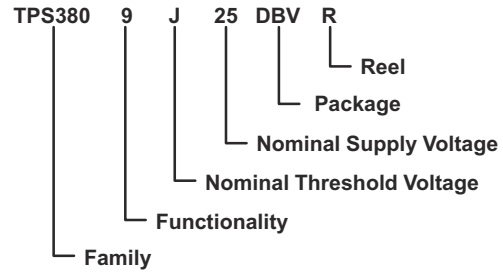 TPS380 9 J 25 DBV R
Reel
Package
Nominal Supply Voltage
Nominal Threshold Voltage
Functionality
Family